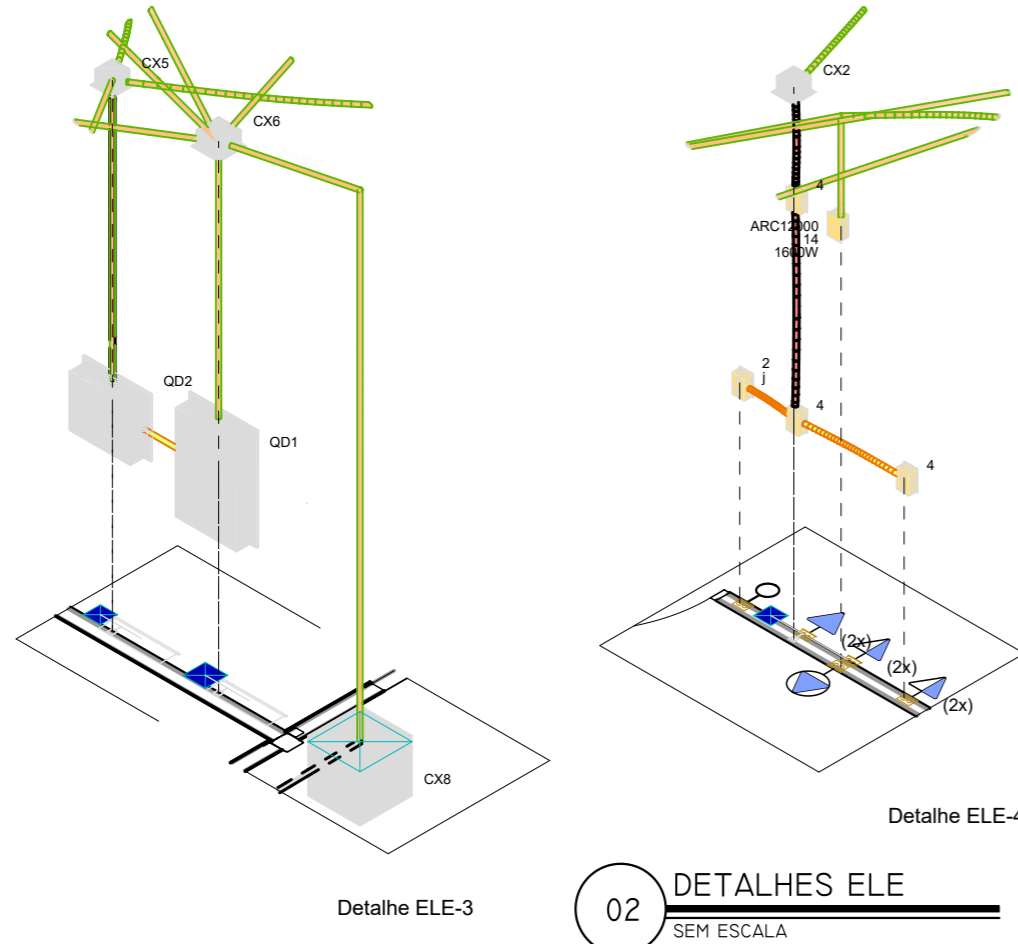 CX5
CX6
QD2
QD1
CX8
Detalhe ELE-3
CX2
4
ARC12000
14
1600W
2
j
4
4
(2x)
(2x)
(2x)
Detalhe ELE-4
02
DETALHES ELE
SEM ESCALA